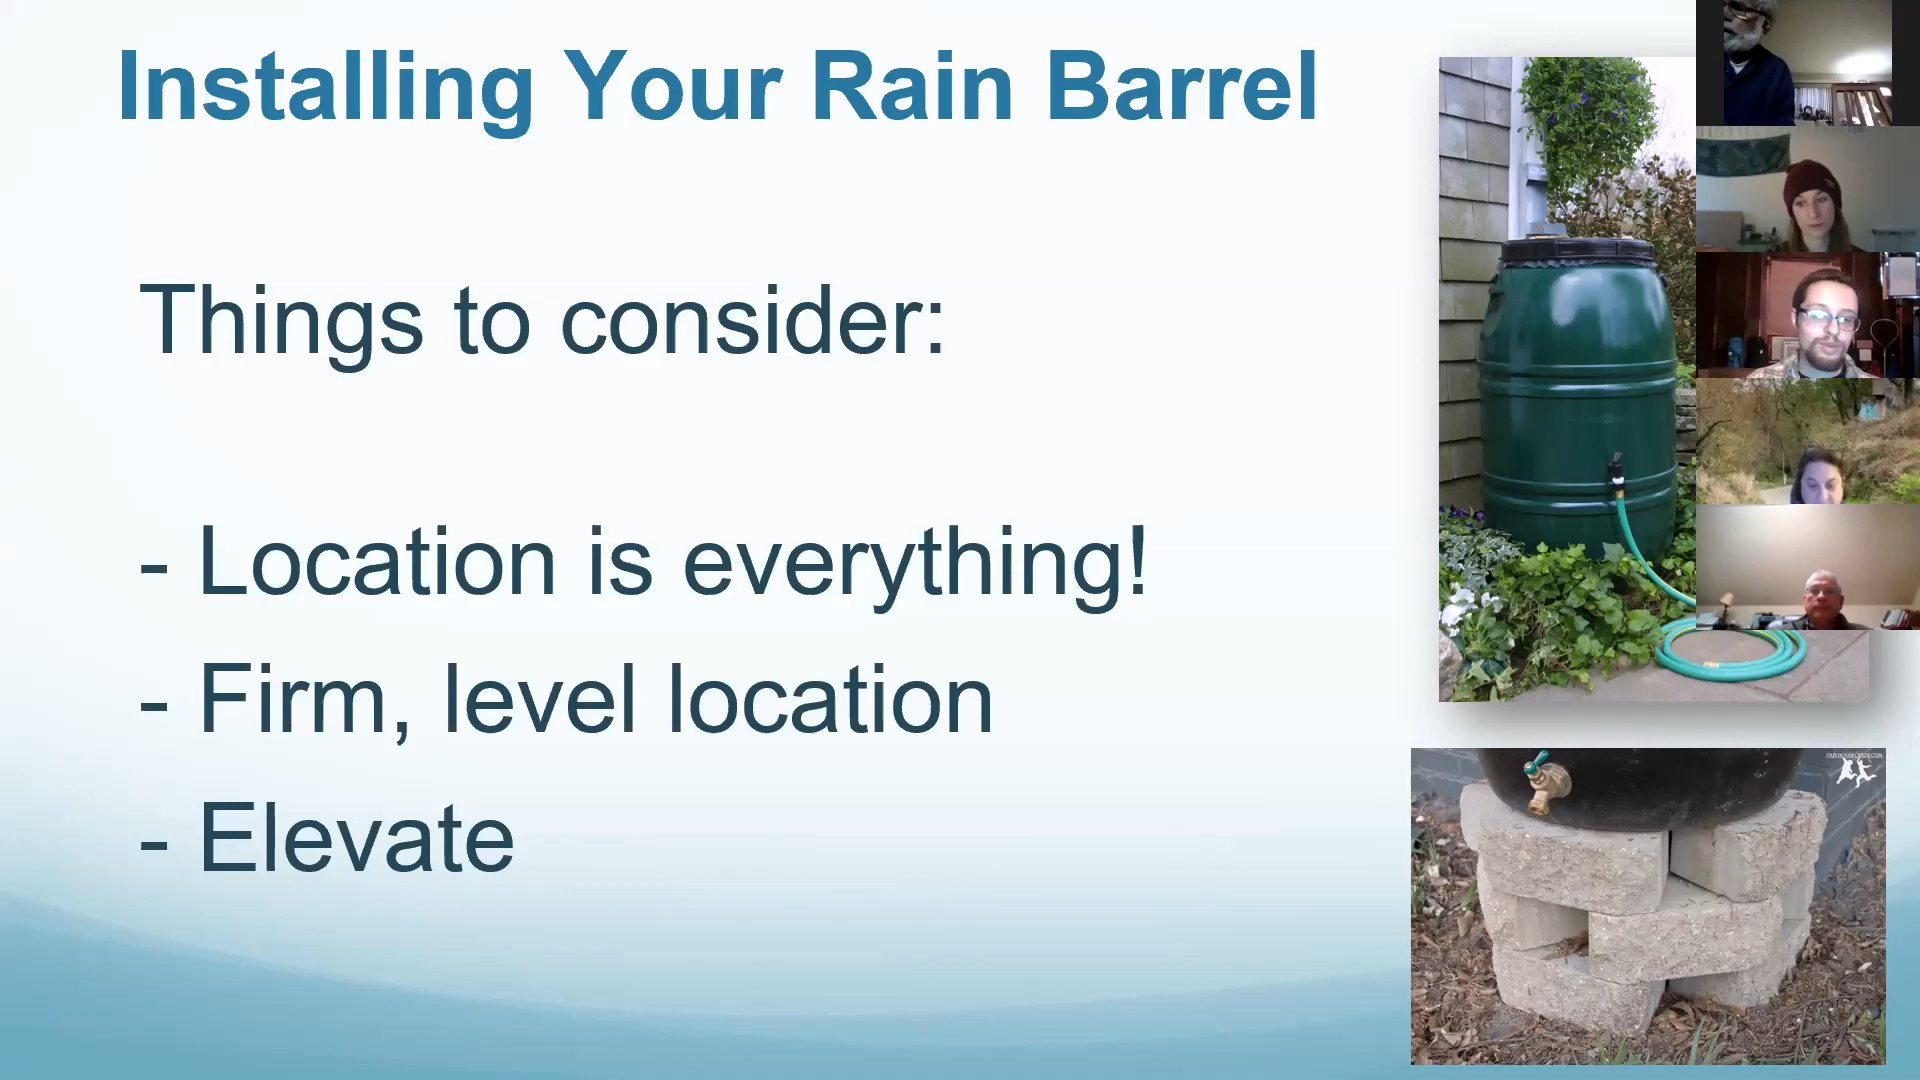 Installing Your Rain Barrel
Things to consider:
- Location is everything!
- Firm, level location
- Elevate